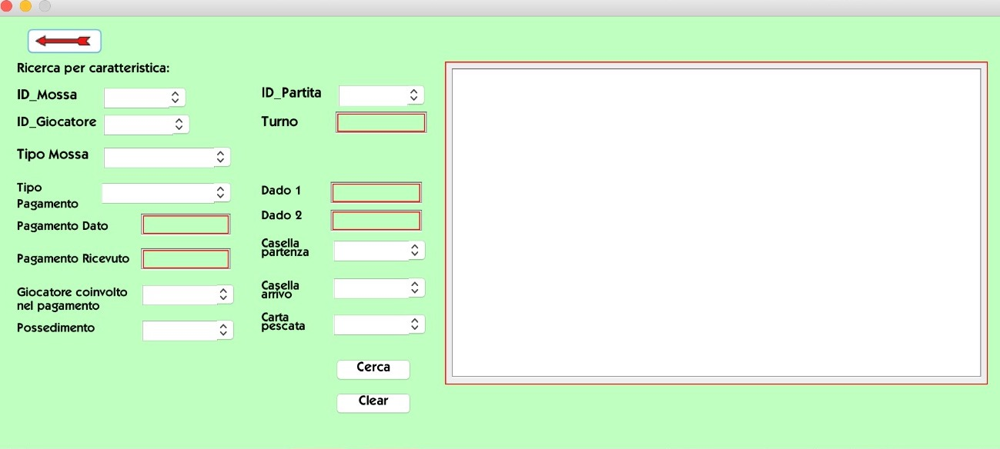 Ricerca per caratteristica:
ID_Mossa
ID_Partita
ID_Giocatore
Turno
Tipo Mossa
Tipo
Pagamento
Dado 1
Pagamento Dato
Dado 2
Pagamento Ricevuto
Casella
partenza
Giocatore coinvolto
nel pagamento
Casella
arrivo
Possedimento
Carta
pescata
Cerca
Clear